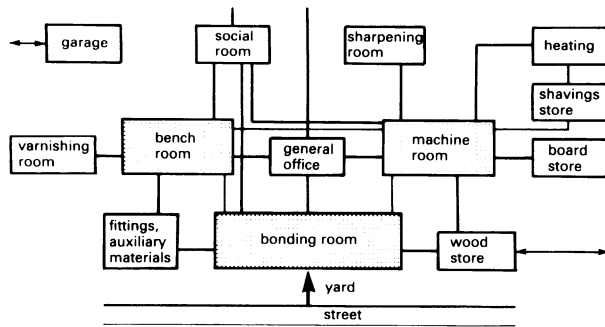 garage
social
room
sharpening
room
heating
shavings
store
varnishing
room
bench
room
general
office
machine
room
board
store
fittings,
auxiliary
materials
bonding room
wood
store
yard
street